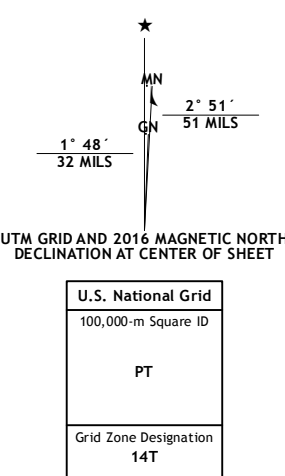 ★
MN
2° 51´
51 MILS
GN
1° 48´
32 MILS
UTM GRID AND 2016 MAGNETIC NORTH
DECLINATION AT CENTER OF SHEET
U.S. National Grid
100,000-m Square ID
PT
Grid Zone Designation
14T